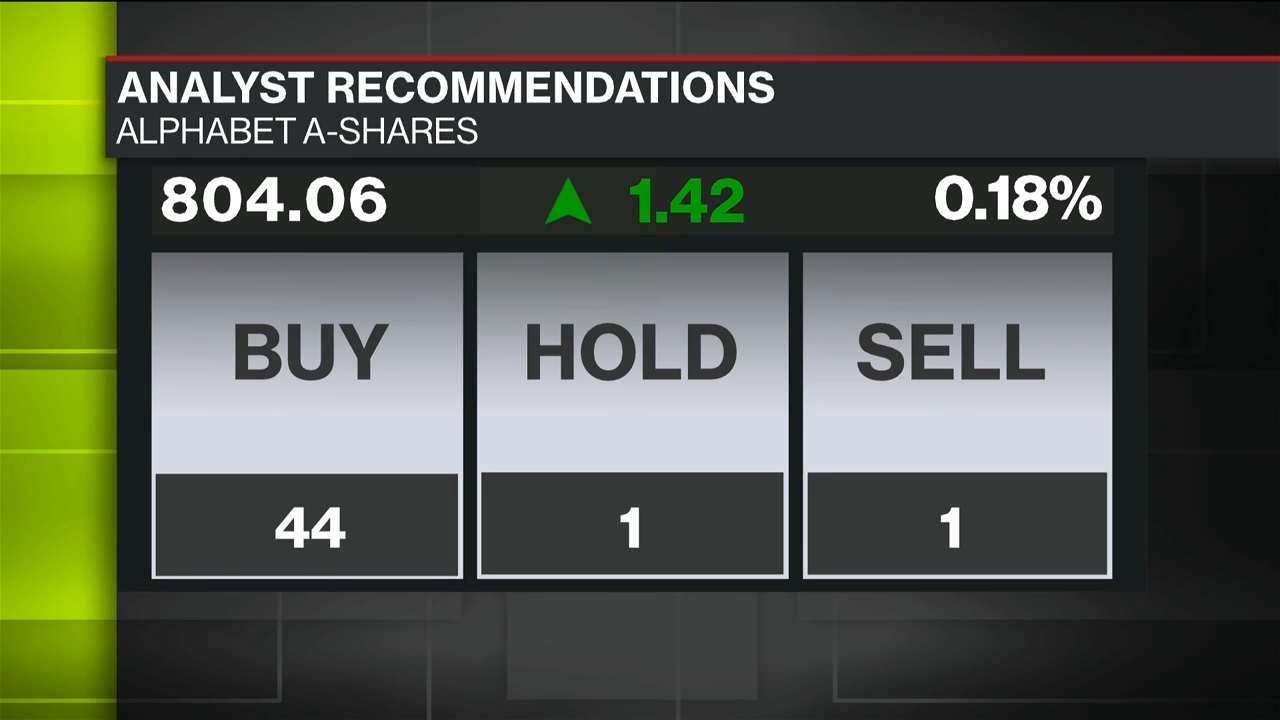 ANALYST RECOMMENDATIONS
ALPHABET A-SHARES
804.06 ▲ 1.42 0.18%
BUY HOLD SELL
44 1 1